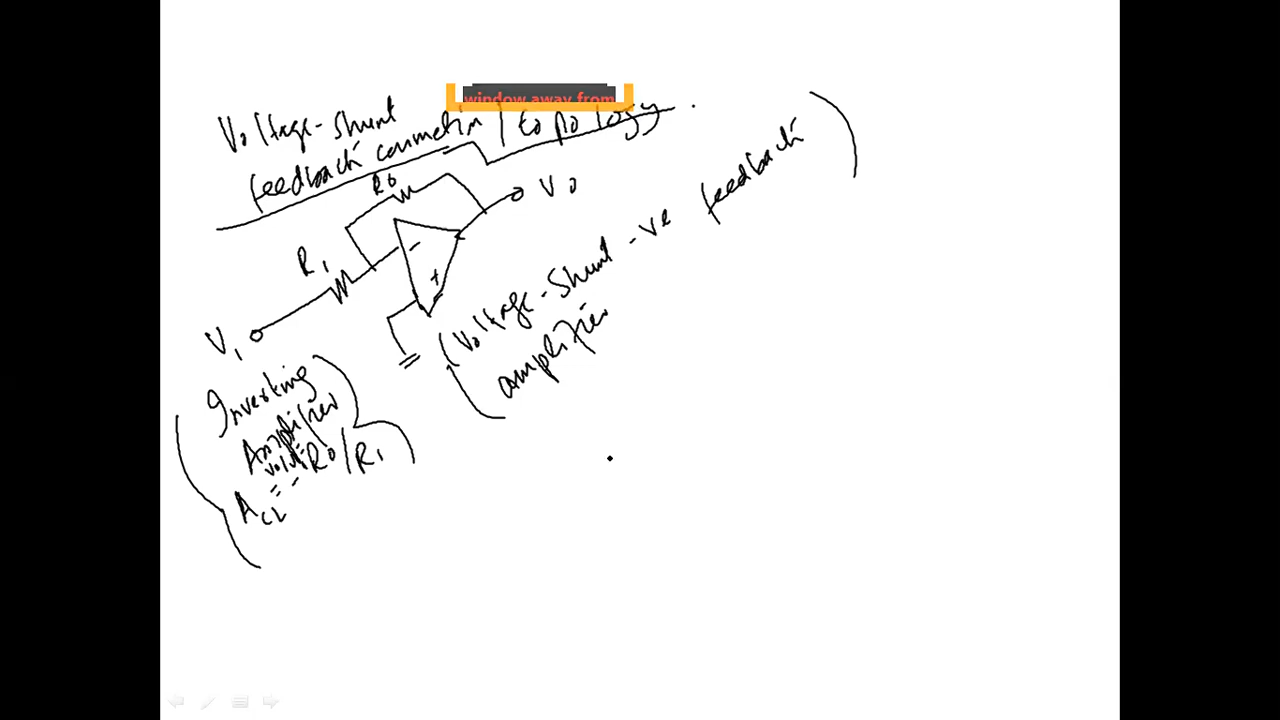 window away from
Voltage-Shunt
feedback connection / topology.
R0
V0
R1
-
+
V1
(Voltage-Shunt -ve feedback)
amplifier
Inverting
Amplifier
voltage
ACL = -R0/R1